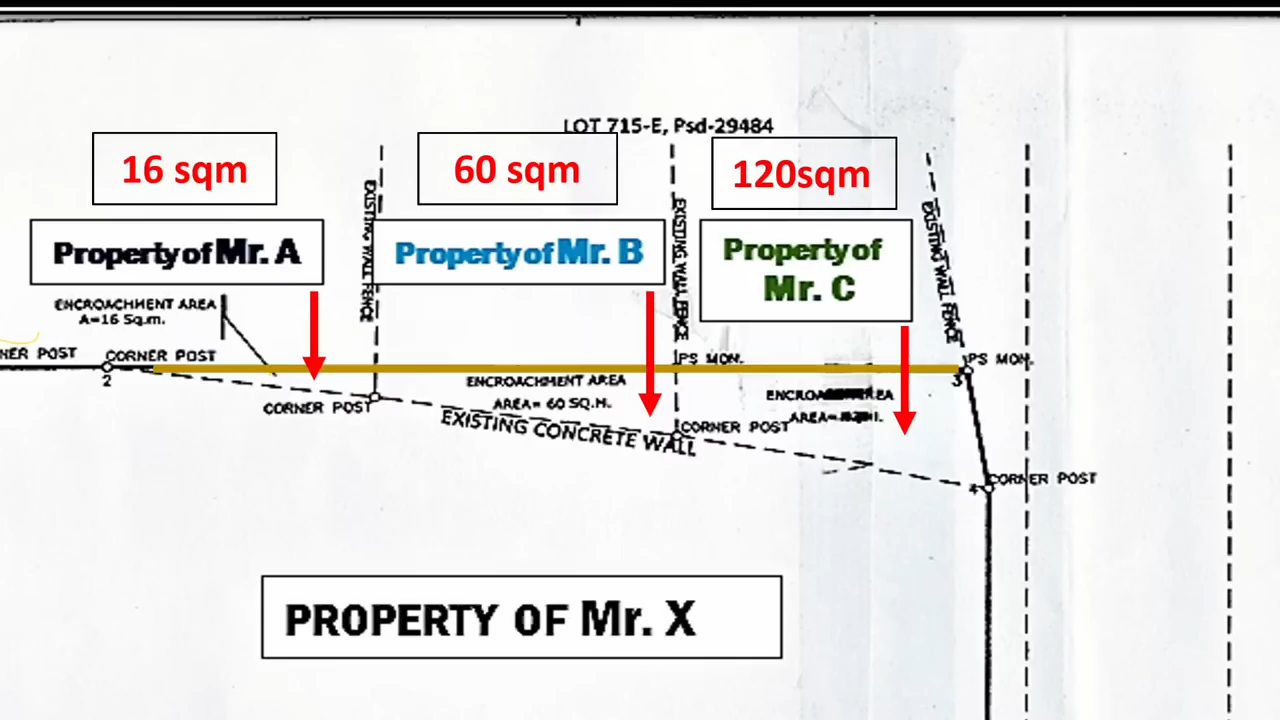 LOT 715-E, Psd-29484
16 sqm
60 sqm
120sqm
EXISTING WALL FENCE
EXISTING WALL FENCE
EXISTING WALL FENCE
Property of Mr. A
Property of Mr. B
Property of
Mr. C
ENCROACHMENT AREA
A=16 Sq.m.
NER POST
CORNER POST
2
PS MON.
PS MON.
3
ENCROACHMENT AREA
AREA= 60 SQ.M.
CORNER POST
EXISTING CONCRETE WALL
CORNER POST
AREA=
4
CORNER POST
PROPERTY OF Mr. X